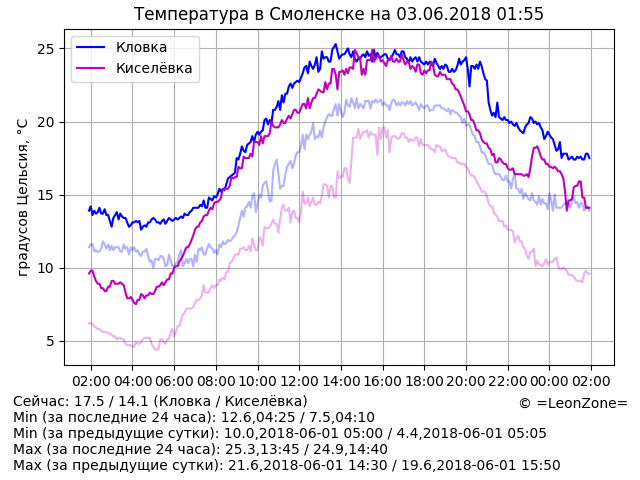 Температура в Смоленске на 03.06.2018 01:55
Кловка
Киселёвка
градусов Цельсия, °C
25
20
15
10
5
02:00 04:00 06:00 08:00 10:00 12:00 14:00 16:00 18:00 20:00 22:00 00:00 02:00
Сейчас: 17.5 / 14.1 (Кловка / Киселёвка)
© =LeonZone=
Min (за последние 24 часа): 12.6,04:25 / 7.5,04:10
Min (за предыдущие сутки): 10.0,2018-06-01 05:00 / 4.4,2018-06-01 05:05
Max (за последние 24 часа): 25.3,13:45 / 24.9,14:40
Max (за предыдущие сутки): 21.6,2018-06-01 14:30 / 19.6,2018-06-01 15:50